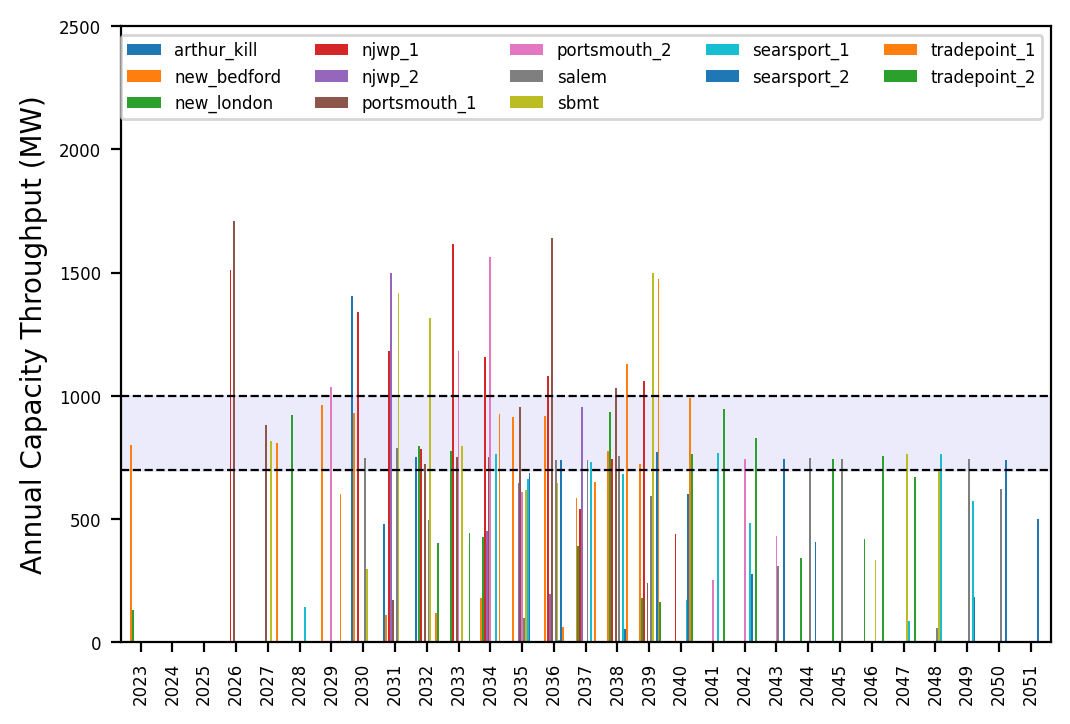 2500
2000
1500
1000
500
0
Annual Capacity Throughput (MW)
arthur_kill njwp_1 portsmouth_2 searsport_1 tradepoint_1
new_bedford njwp_2 salem searsport_2 tradepoint_2
new_london portsmouth_1 sbmt
2023 2024 2025 2026 2027 2028 2029 2030 2031 2032 2033 2034 2035 2036 2037 2038 2039 2040 2041 2042 2043 2044 2045 2046 2047 2048 2049 2050 2051